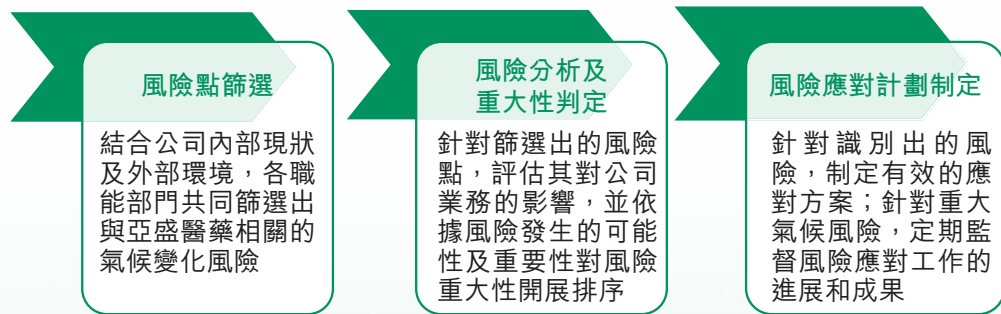 風險點篩選
結合公司內部現狀
及外部環境，各職
能部門共同篩選出
與亞盛醫藥相關的
氣候變化風險
風險分析及
重大性判定
針對篩選出的風險
點，評估其對公司
業務的影響，並依
據風險發生的可能
性及重要性對風險
重大性開展排序
風險應對計劃制定
針對識別出的風
險，制定有效的應
對方案；針對重大
氣候風險，定期監
督風險應對工作的
進展和成果